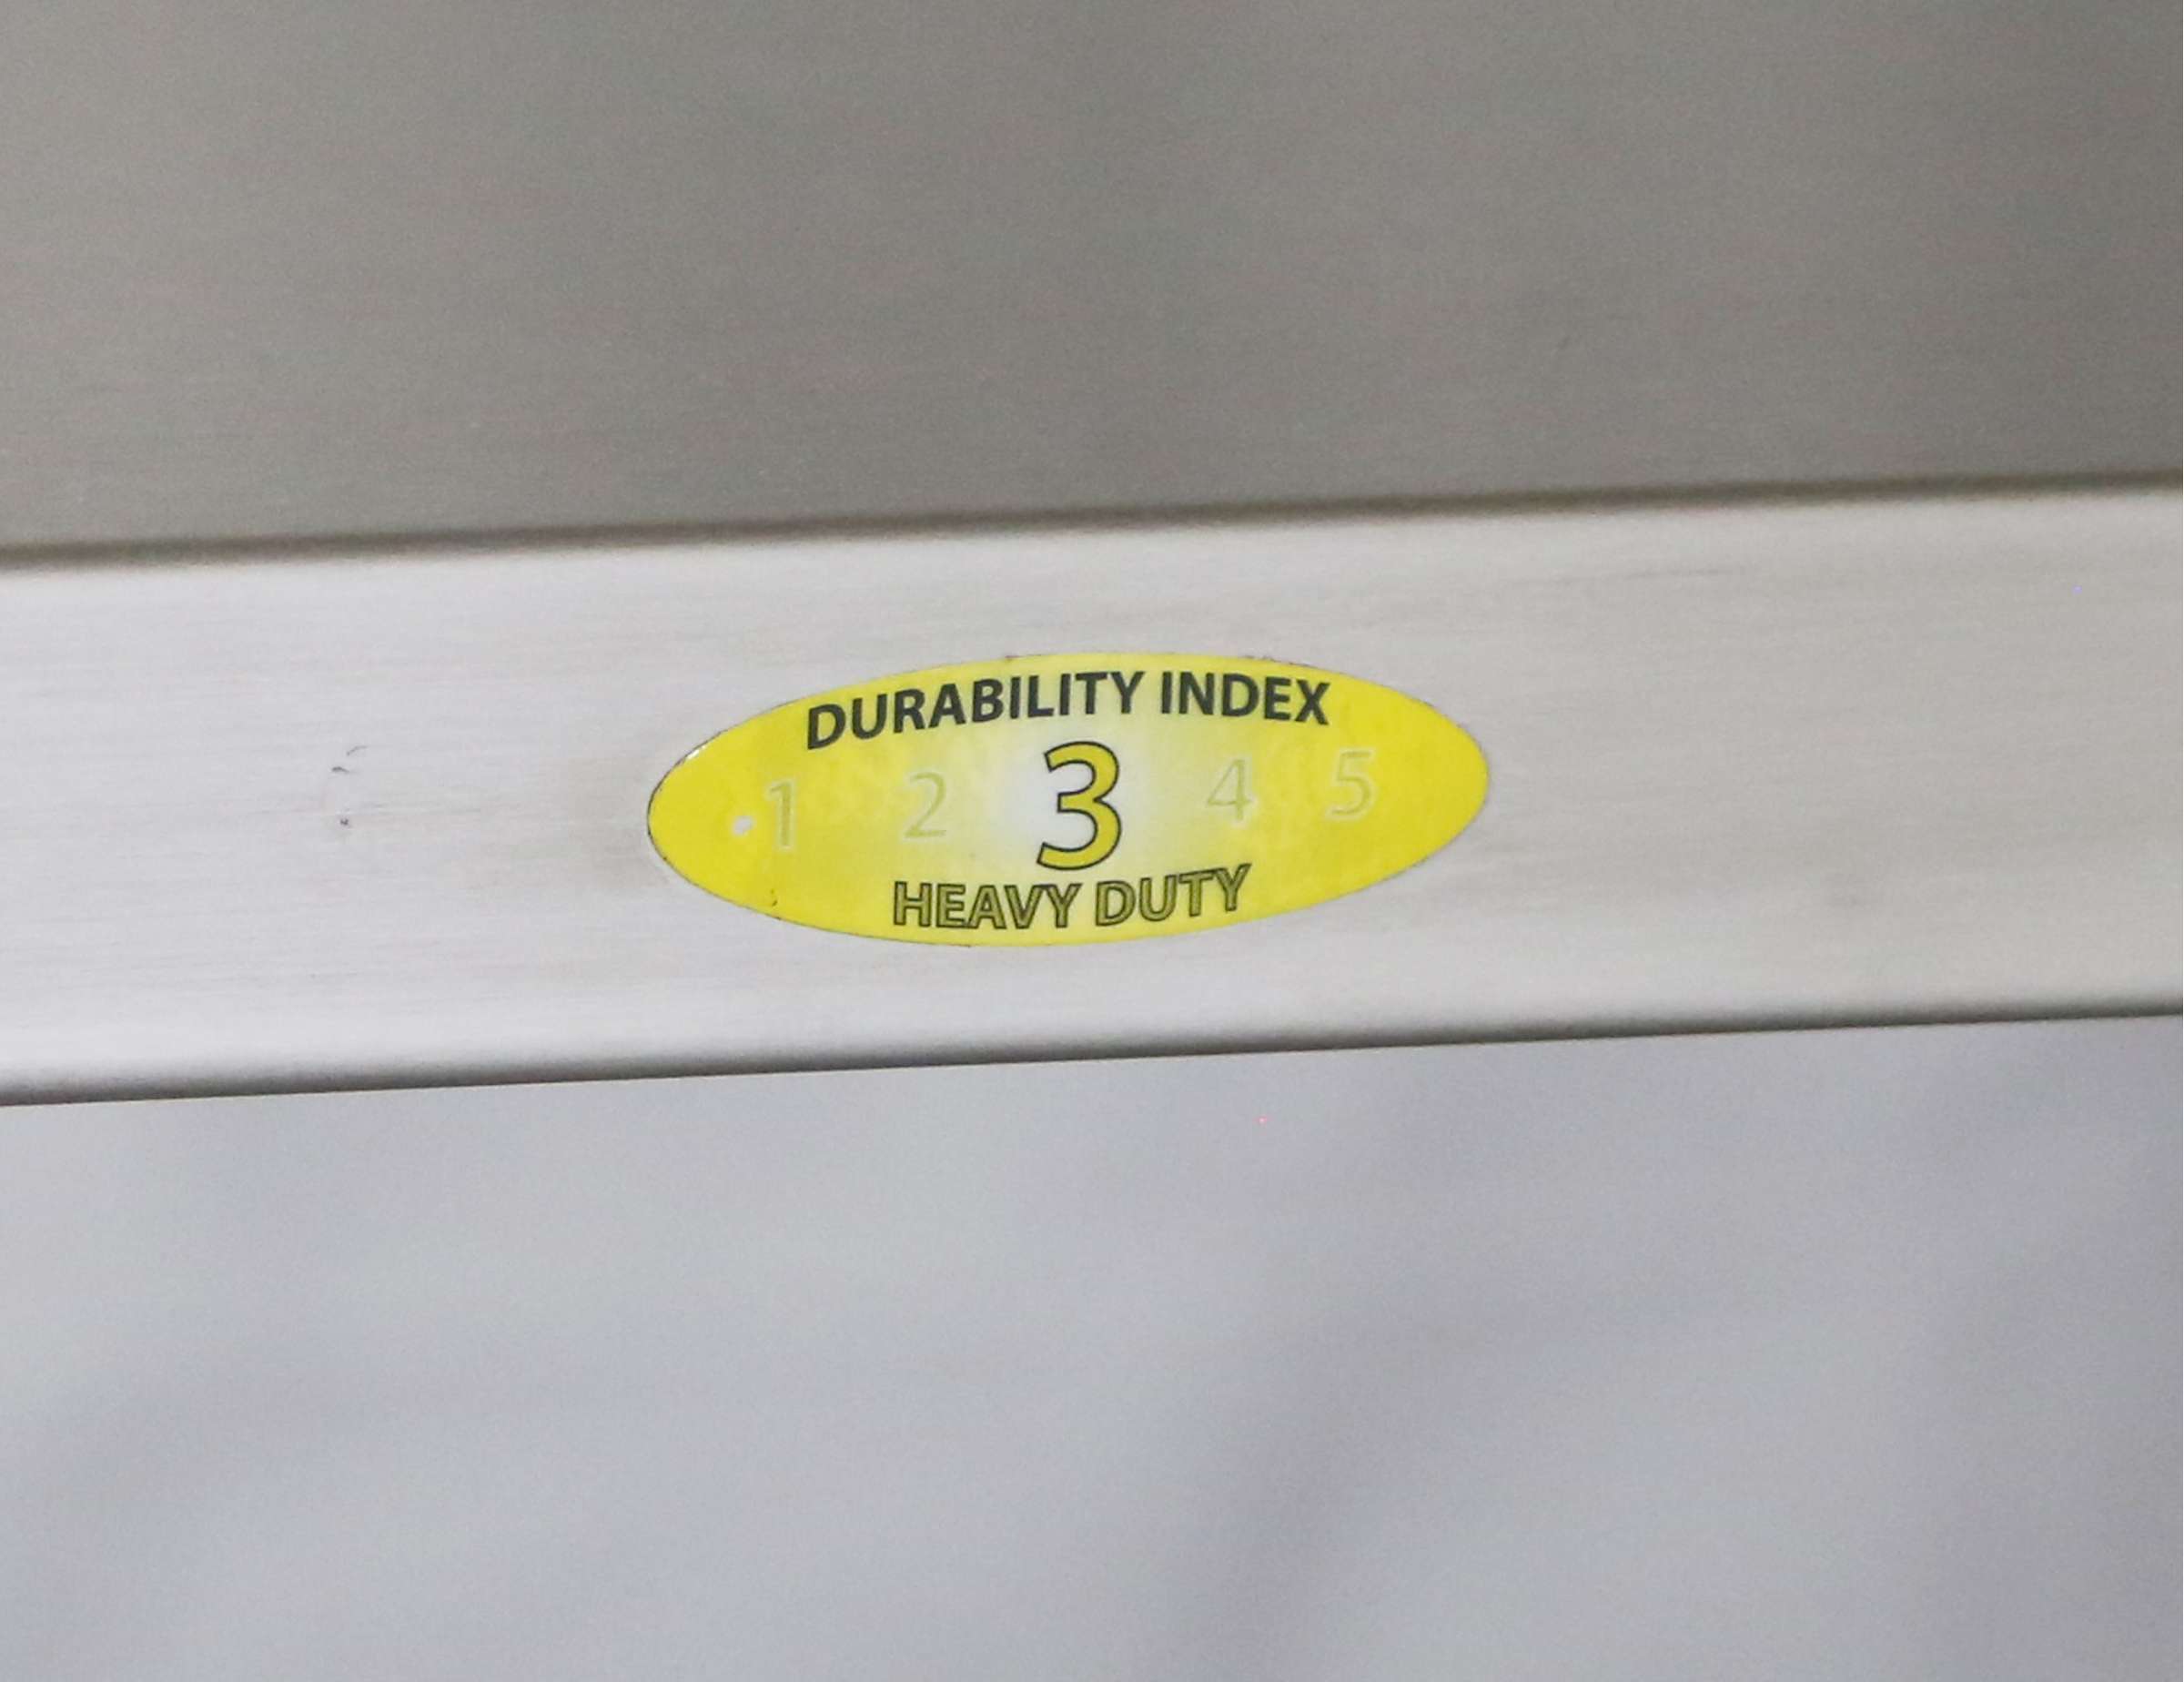 DURABILITY INDEX
1 2 3 4 5
HEAVY DUTY